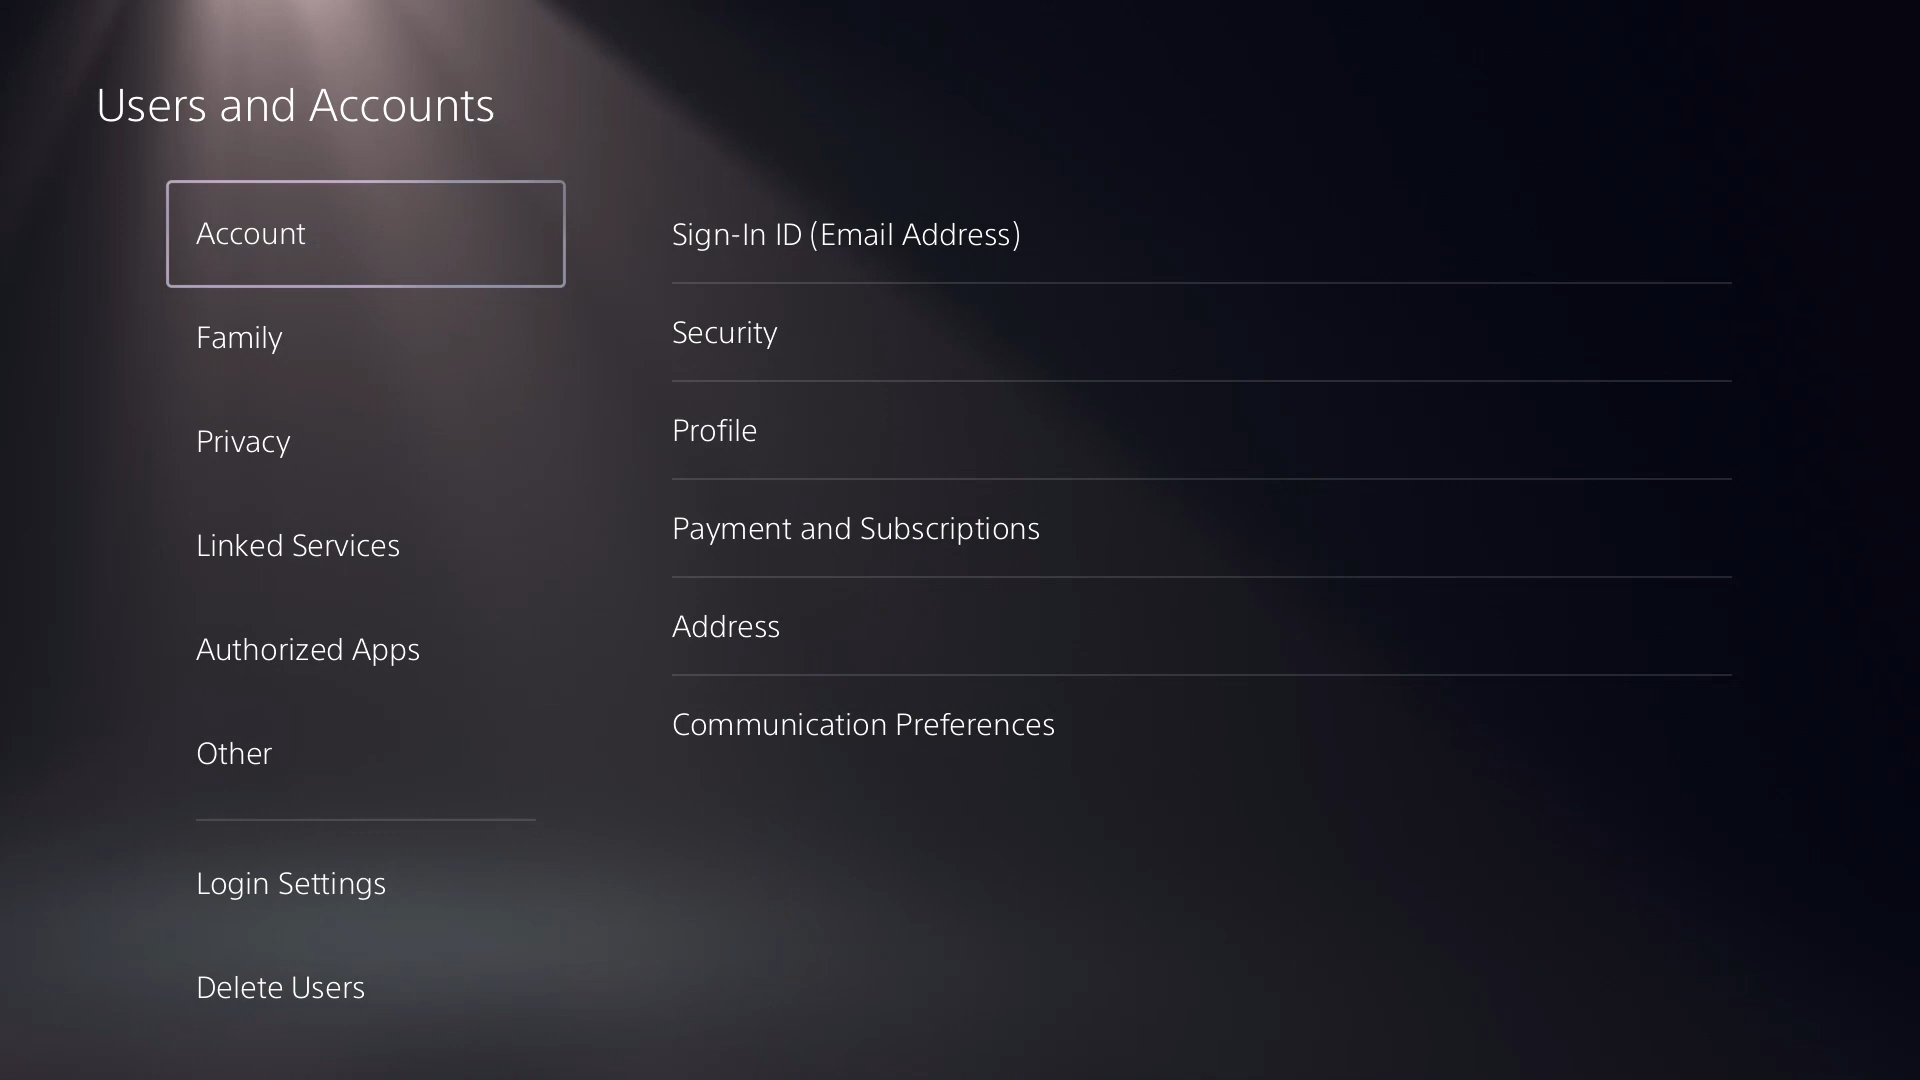 Users and Accounts
Account
Family
Privacy
Linked Services
Authorized Apps
Other
Login Settings
Delete Users
Sign-In ID (Email Address)
Security
Profile
Payment and Subscriptions
Address
Communication Preferences